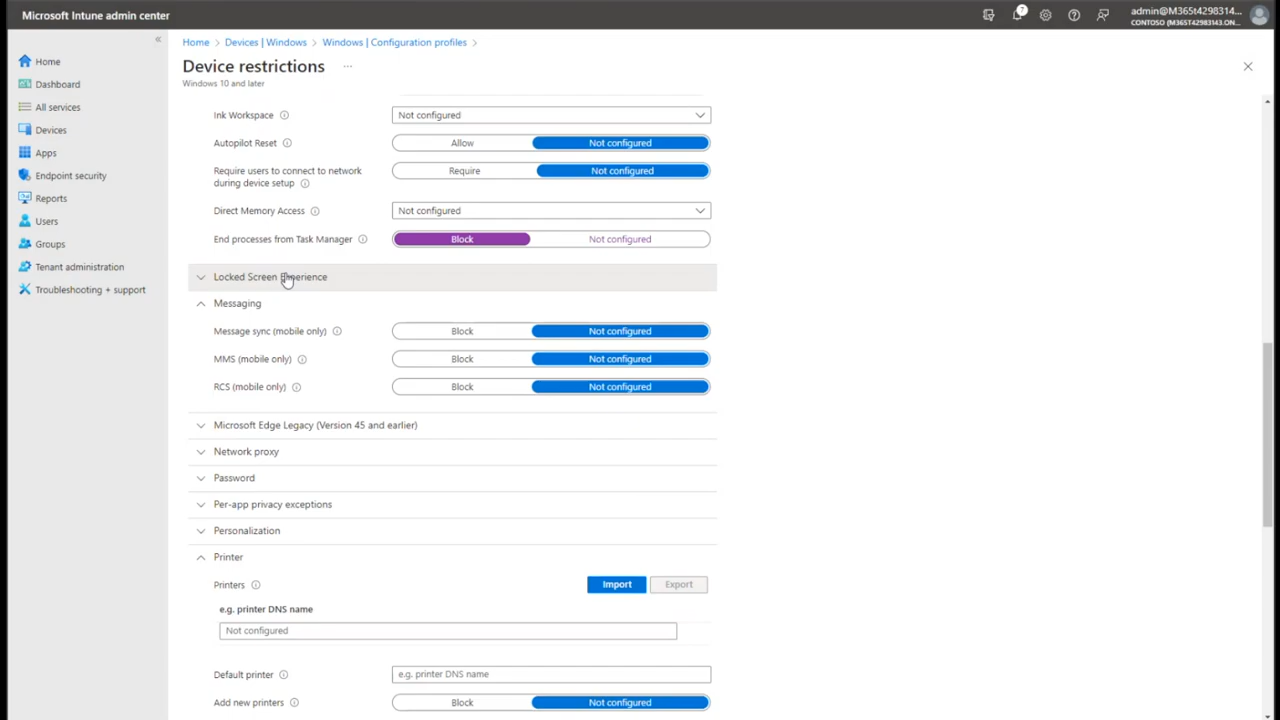 Microsoft Intune admin center
7
admin@M365t4298314...
CONTOSO (M365T4298143.ON...
Home > Devices | Windows > Windows | Configuration profiles >
Device restrictions ...
Windows 10 and later
Home
Dashboard
All services
Devices
Apps
Endpoint security
Reports
Users
Groups
Tenant administration
Troubleshooting + support
Ink Workspace Not configured
Autopilot Reset Allow Not configured
Require users to connect to network
during device setup Require Not configured
Direct Memory Access Not configured
End processes from Task Manager Block Not configured
Locked Screen Experience
Messaging
Message sync (mobile only) Block Not configured
MMS (mobile only) Block Not configured
RCS (mobile only) Block Not configured
Microsoft Edge Legacy (Version 45 and earlier)
Network proxy
Password
Per-app privacy exceptions
Personalization
Printer
Printers Import Export
e.g. printer DNS name
Not configured
Default printer e.g. printer DNS name
Add new printers Block Not configured